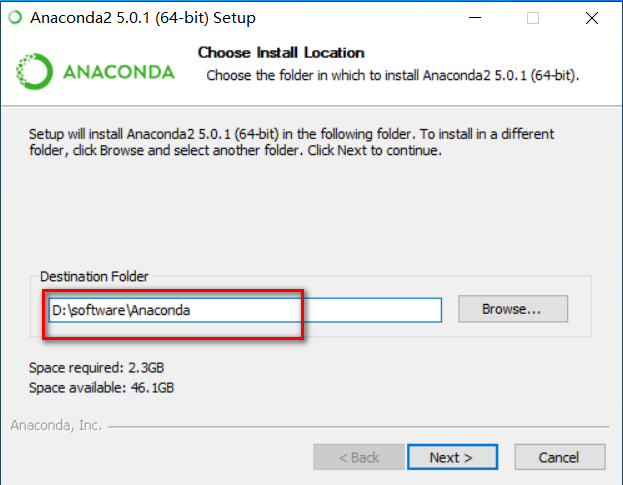 Anaconda2 5.0.1 (64-bit) Setup
Choose Install Location
ANACONDA
Choose the folder in which to install Anaconda2 5.0.1 (64-bit).
Setup will install Anaconda2 5.0.1 (64-bit) in the following folder. To install in a different
folder, click Browse and select another folder. Click Next to continue.
Destination Folder
D:\software\Anaconda
Browse...
Space required: 2.3GB
Space available: 46.1GB
Anaconda, Inc.
< Back
Next >
Cancel